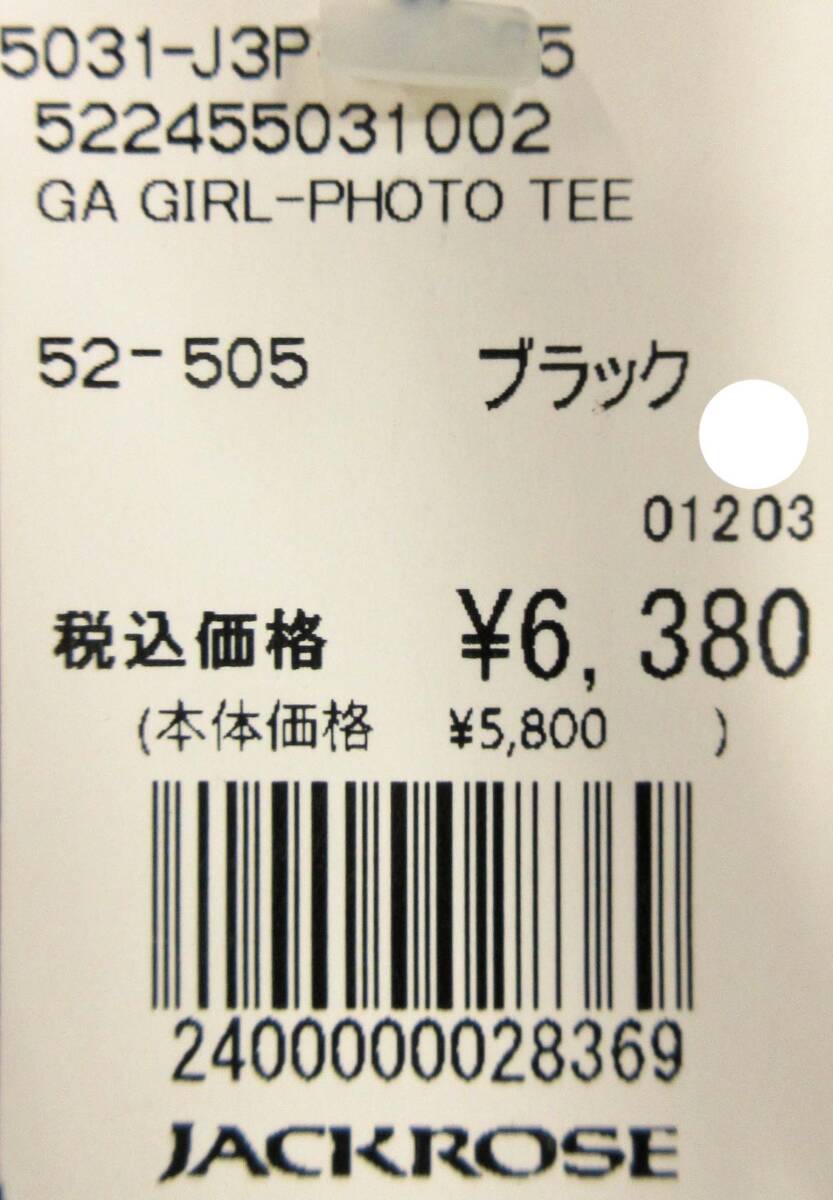 5031-J3P 5
522455031002
GA GIRL-PHOTO TEE
52-505 ブラック
01203
税込価格 ¥6,380
(本体価格 ¥5,800 )
2400000028369
JACKROSE